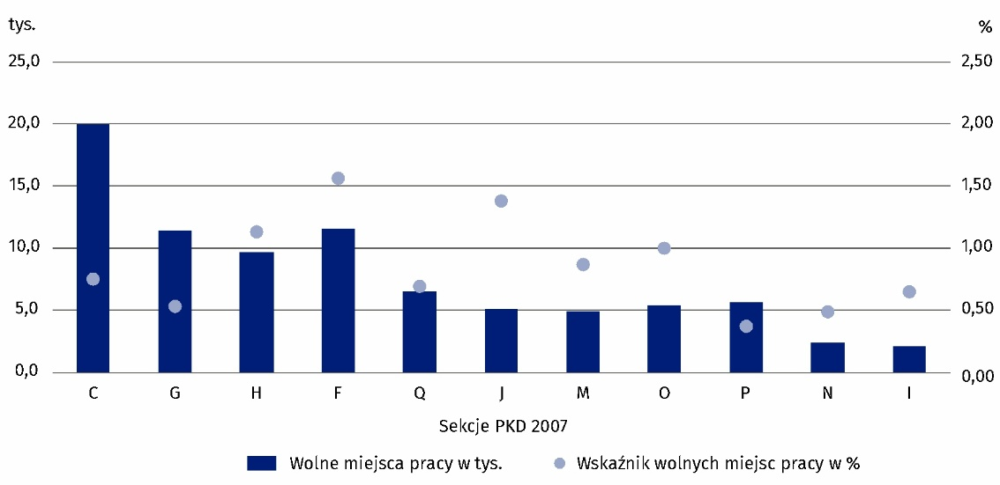 tys. %
25,0 2,50
20,0 2,00
15,0 1,50
10,0 1,00
5,0 0,50
0,0 0,00
C G H F Q J M O P N I
Sekcje PKD 2007
Wolne miejsca pracy w tys. Wskaźnik wolnych miejsc pracy w %